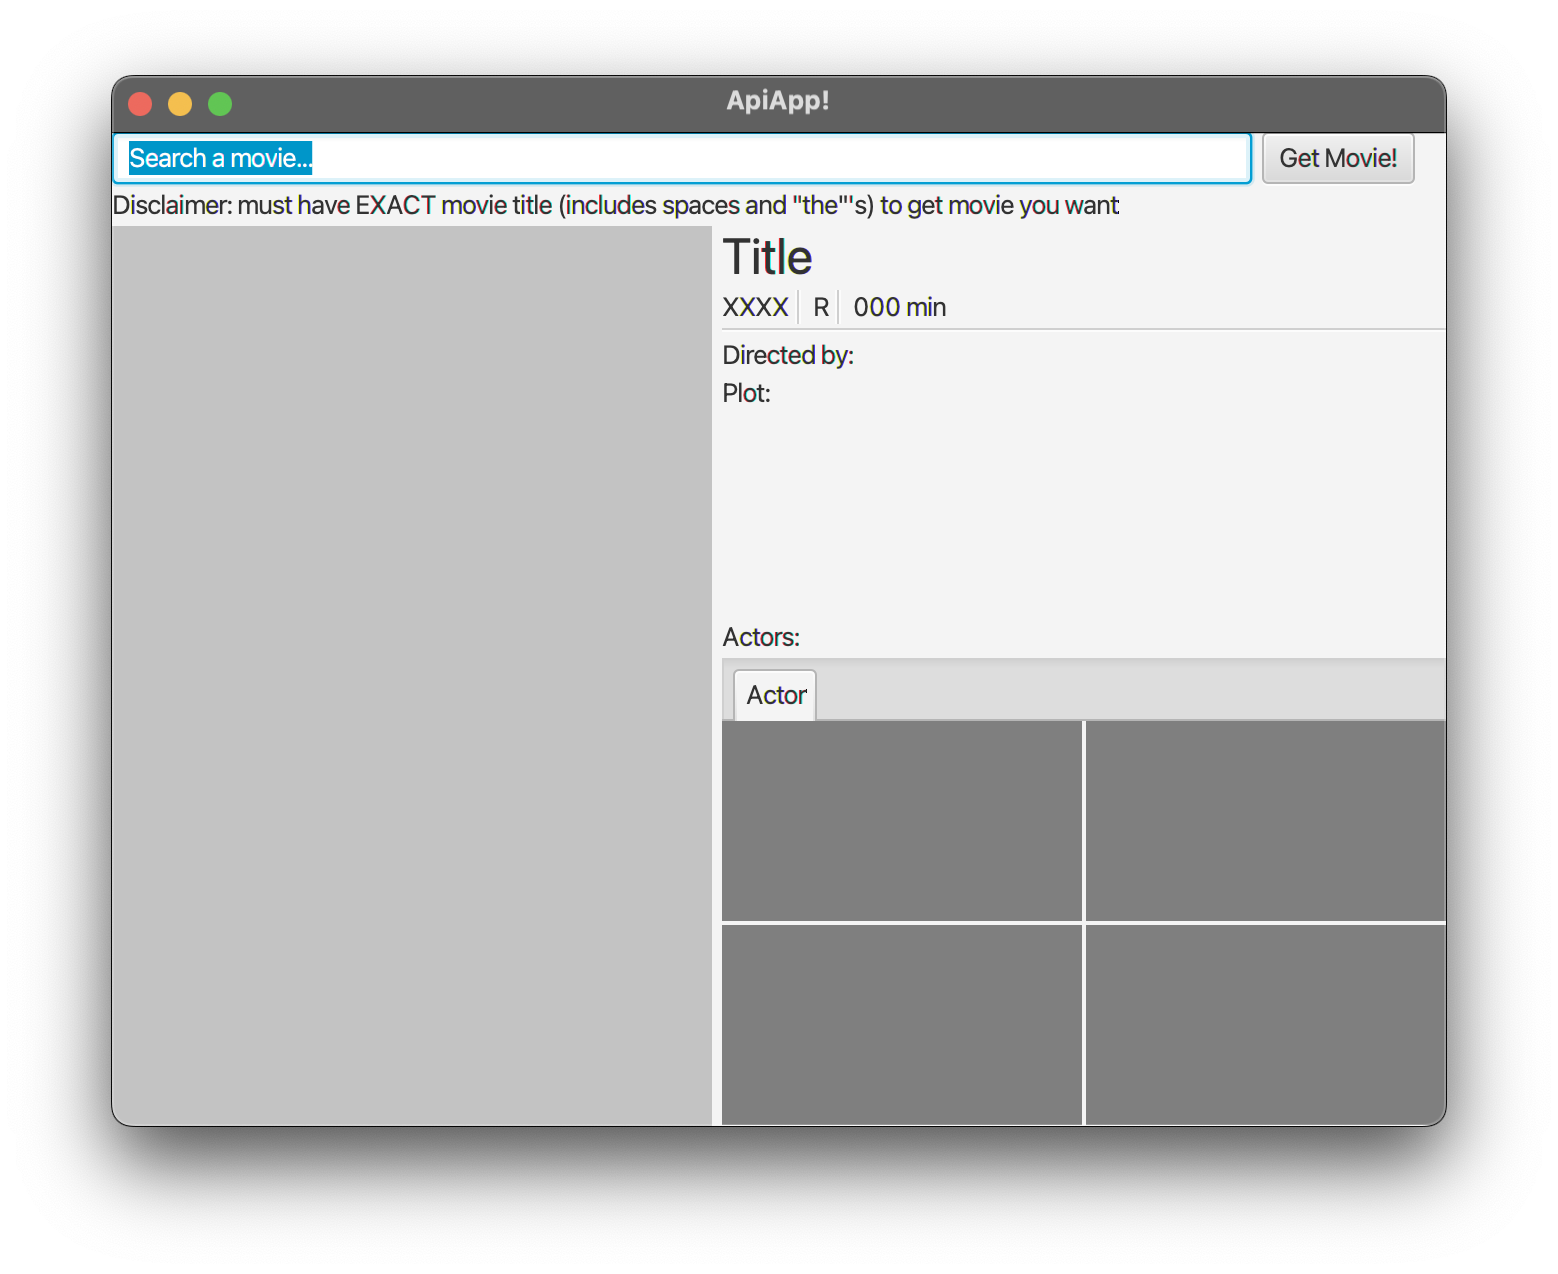 ApiApp!
Search a movie...
Get Movie!
Disclaimer: must have EXACT movie title (includes spaces and "the"'s) to get movie you want
Title
XXXX R 000 min
Directed by:
Plot:
Actors:
Actor